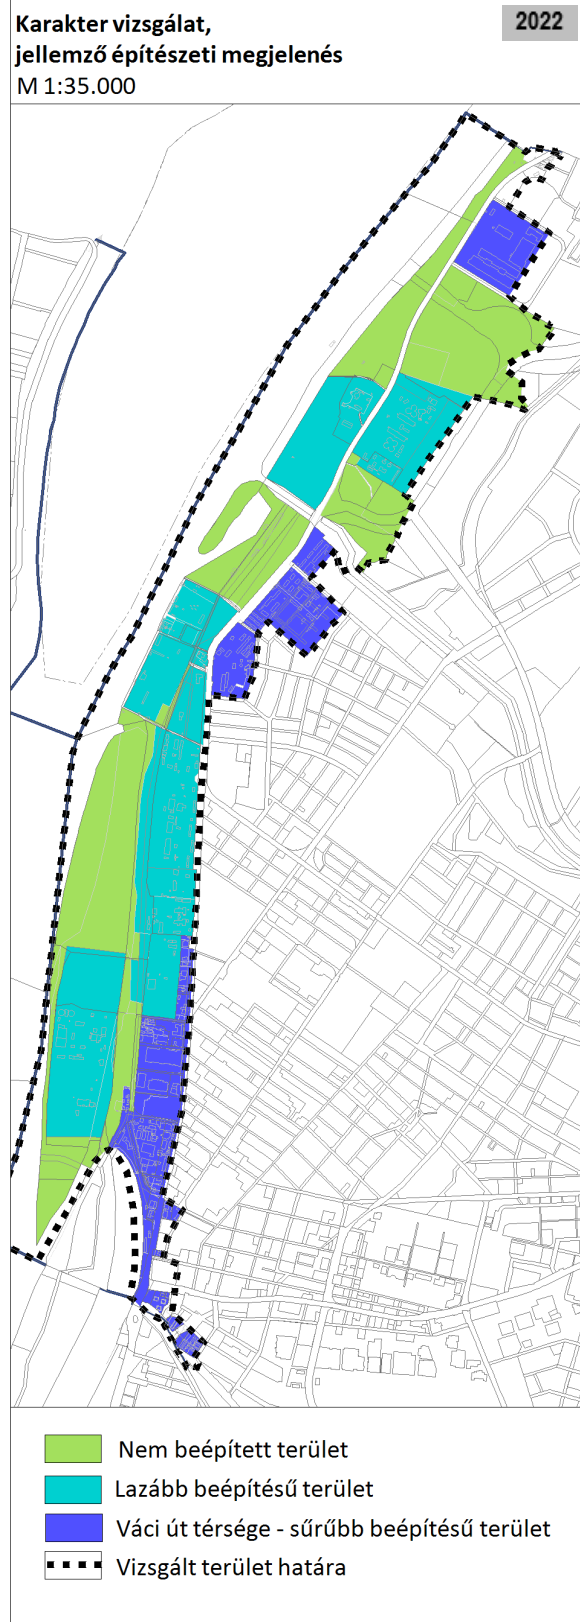 Karakter vizsgálat,
2022
jellemző építészeti megjelenés
M 1:35.000
Nem beépített terület
Lazább beépítésű terület
Váci út térsége - sűrűbb beépítésű terület
Vizsgált terület határa